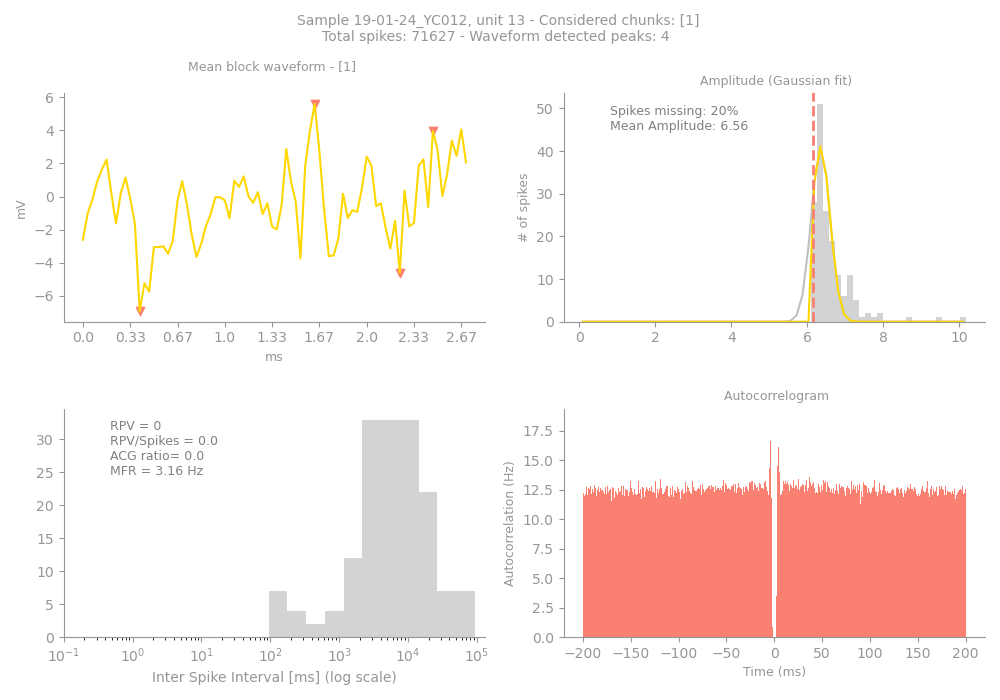 Sample 19-01-24_YC012, unit 13 - Considered chunks: [1]
Total spikes: 71627 - Waveform detected peaks: 4
Mean block waveform - [1]
6
4
2
0
−2
−4
−6
mV
0.0 0.33 0.67 1.0 1.33 1.67 2.0 2.33 2.67
ms
Amplitude (Gaussian fit)
Spikes missing: 20%
Mean Amplitude: 6.56
50
40
30
20
10
0
# of spikes
0 2 4 6 8 10
RPV = 0
RPV/Spikes = 0.0
ACG ratio= 0.0
MFR = 3.16 Hz
30
25
20
15
10
5
0
10⁻¹ 10⁰ 10¹ 10² 10³ 10⁴ 10⁵
Inter Spike Interval [ms] (log scale)
Autocorrelogram
17.5
15.0
12.5
10.0
7.5
5.0
2.5
0.0
Autocorrelation (Hz)
−200 −150 −100 −50 0 50 100 150 200
Time (ms)